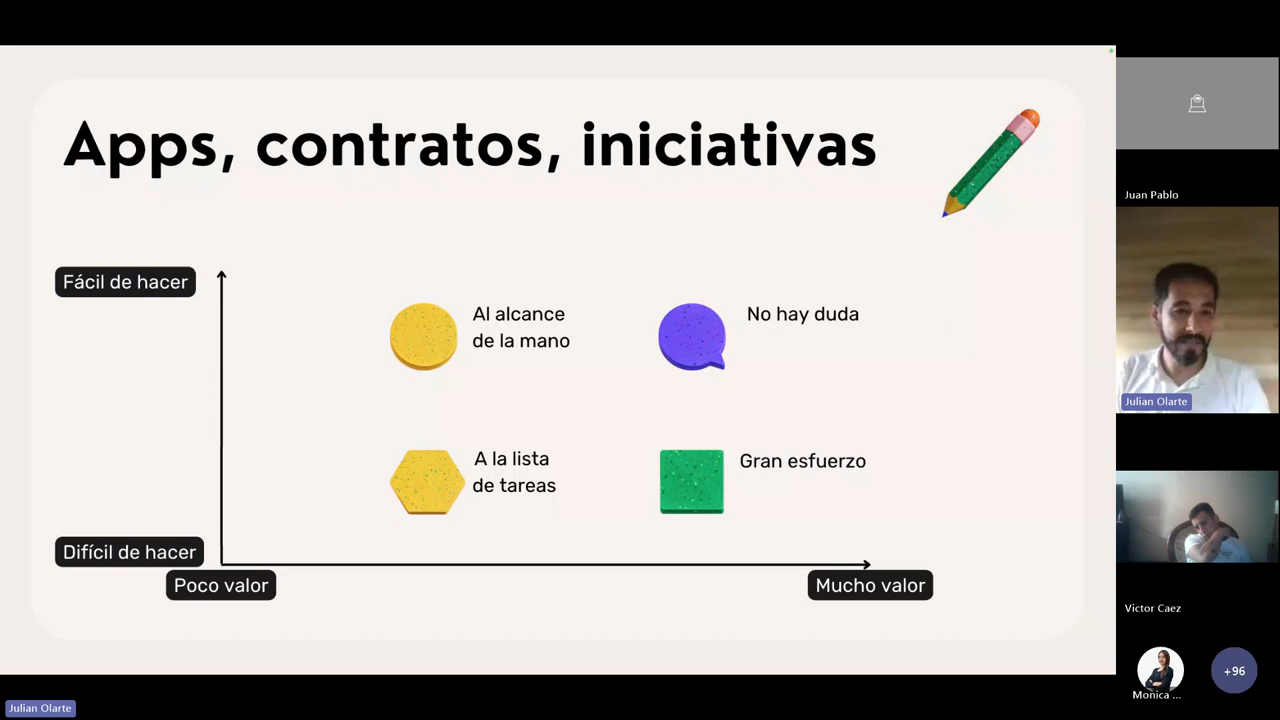 Apps, contratos, iniciativas
Fácil de hacer
Al alcance
de la mano
No hay duda
A la lista
de tareas
Gran esfuerzo
Difícil de hacer
Poco valor
Mucho valor
Juan Pablo
Julian Olarte
Victor Caez
Monica ...
+96
Julian Olarte